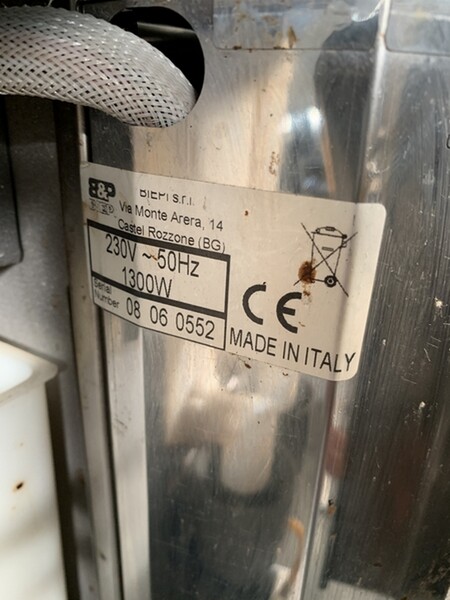 B&P
BIEPI s.r.l.
Via Monte Arera, 14
Castel Rozzone (BG)
230V ~ 50Hz
1300W
Serial
Number 08 06 0552
CE
MADE IN ITALY